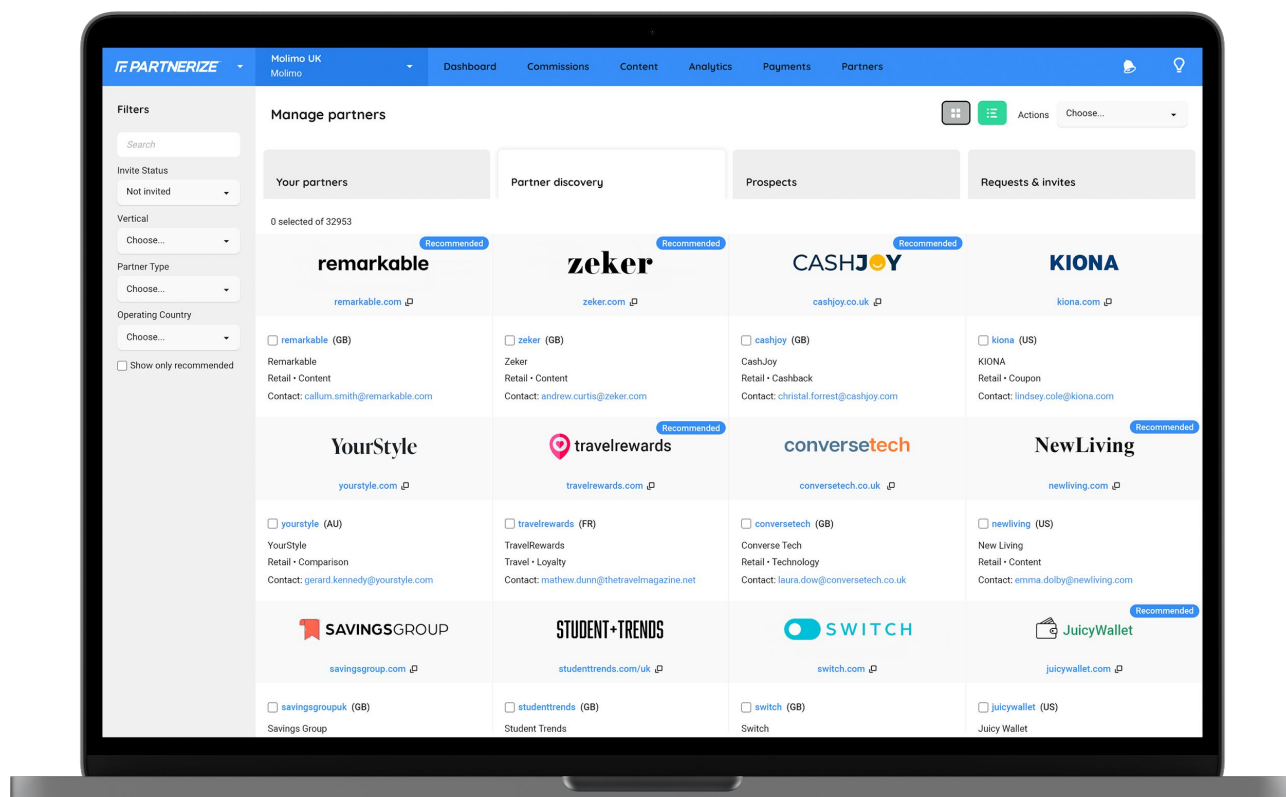 PARTNERIZE
Molimo UK
Molimo
Dashboard
Commissions
Content
Analytics
Payments
Partners
Filters
Search
Invite Status
Not invited
Vertical
Choose...
Partner Type
Choose...
Operating Country
Choose...
Show only recommended
Manage partners
Actions
Choose...
Your partners
Partner discovery
Prospects
Requests & invites
0 selected of 32953
Recommended
remarkable
remarkable.com
Recommended
zeker
zeker.com
Recommended
CASHJOY
cashjoy.co.uk
KIONA
kiona.com
remarkable (GB)
Remarkable
Retail • Content
Contact: callum.smith@remarkable.com
zeker (GB)
Zeker
Retail • Content
Contact: andrew.curtis@zeker.com
cashjoy (GB)
CashJoy
Retail • Cashback
Contact: christal.forrest@cashjoy.com
kiona (US)
KIONA
Retail • Coupon
Contact: lindsey.cole@kiona.com
YourStyle
yourstyle.com
Recommended
travelrewards
travelrewards.com
conversetech
conversetech.co.uk
Recommended
NewLiving
newliving.com
yourstyle (AU)
YourStyle
Retail • Comparison
Contact: gerard.kennedy@yourstyle.com
travelrewards (FR)
TravelRewards
Travel • Loyalty
Contact: mathew.dunn@thetravelmagazine.net
conversetech (GB)
Converse Tech
Retail • Technology
Contact: laura.dow@conversetech.co.uk
newliving (US)
New Living
Retail • Content
Contact: emma.dolby@newliving.com
SAVINGSGROUP
savingsgroup.com
STUDENT+TRENDS
studenttrends.com/uk
SWITCH
switch.com
Recommended
JuicyWallet
juicywallet.com
savingsgroupuk (GB)
Savings Group
studenttrends (GB)
Student Trends
switch (GB)
Switch
juicywallet (US)
Juicy Wallet